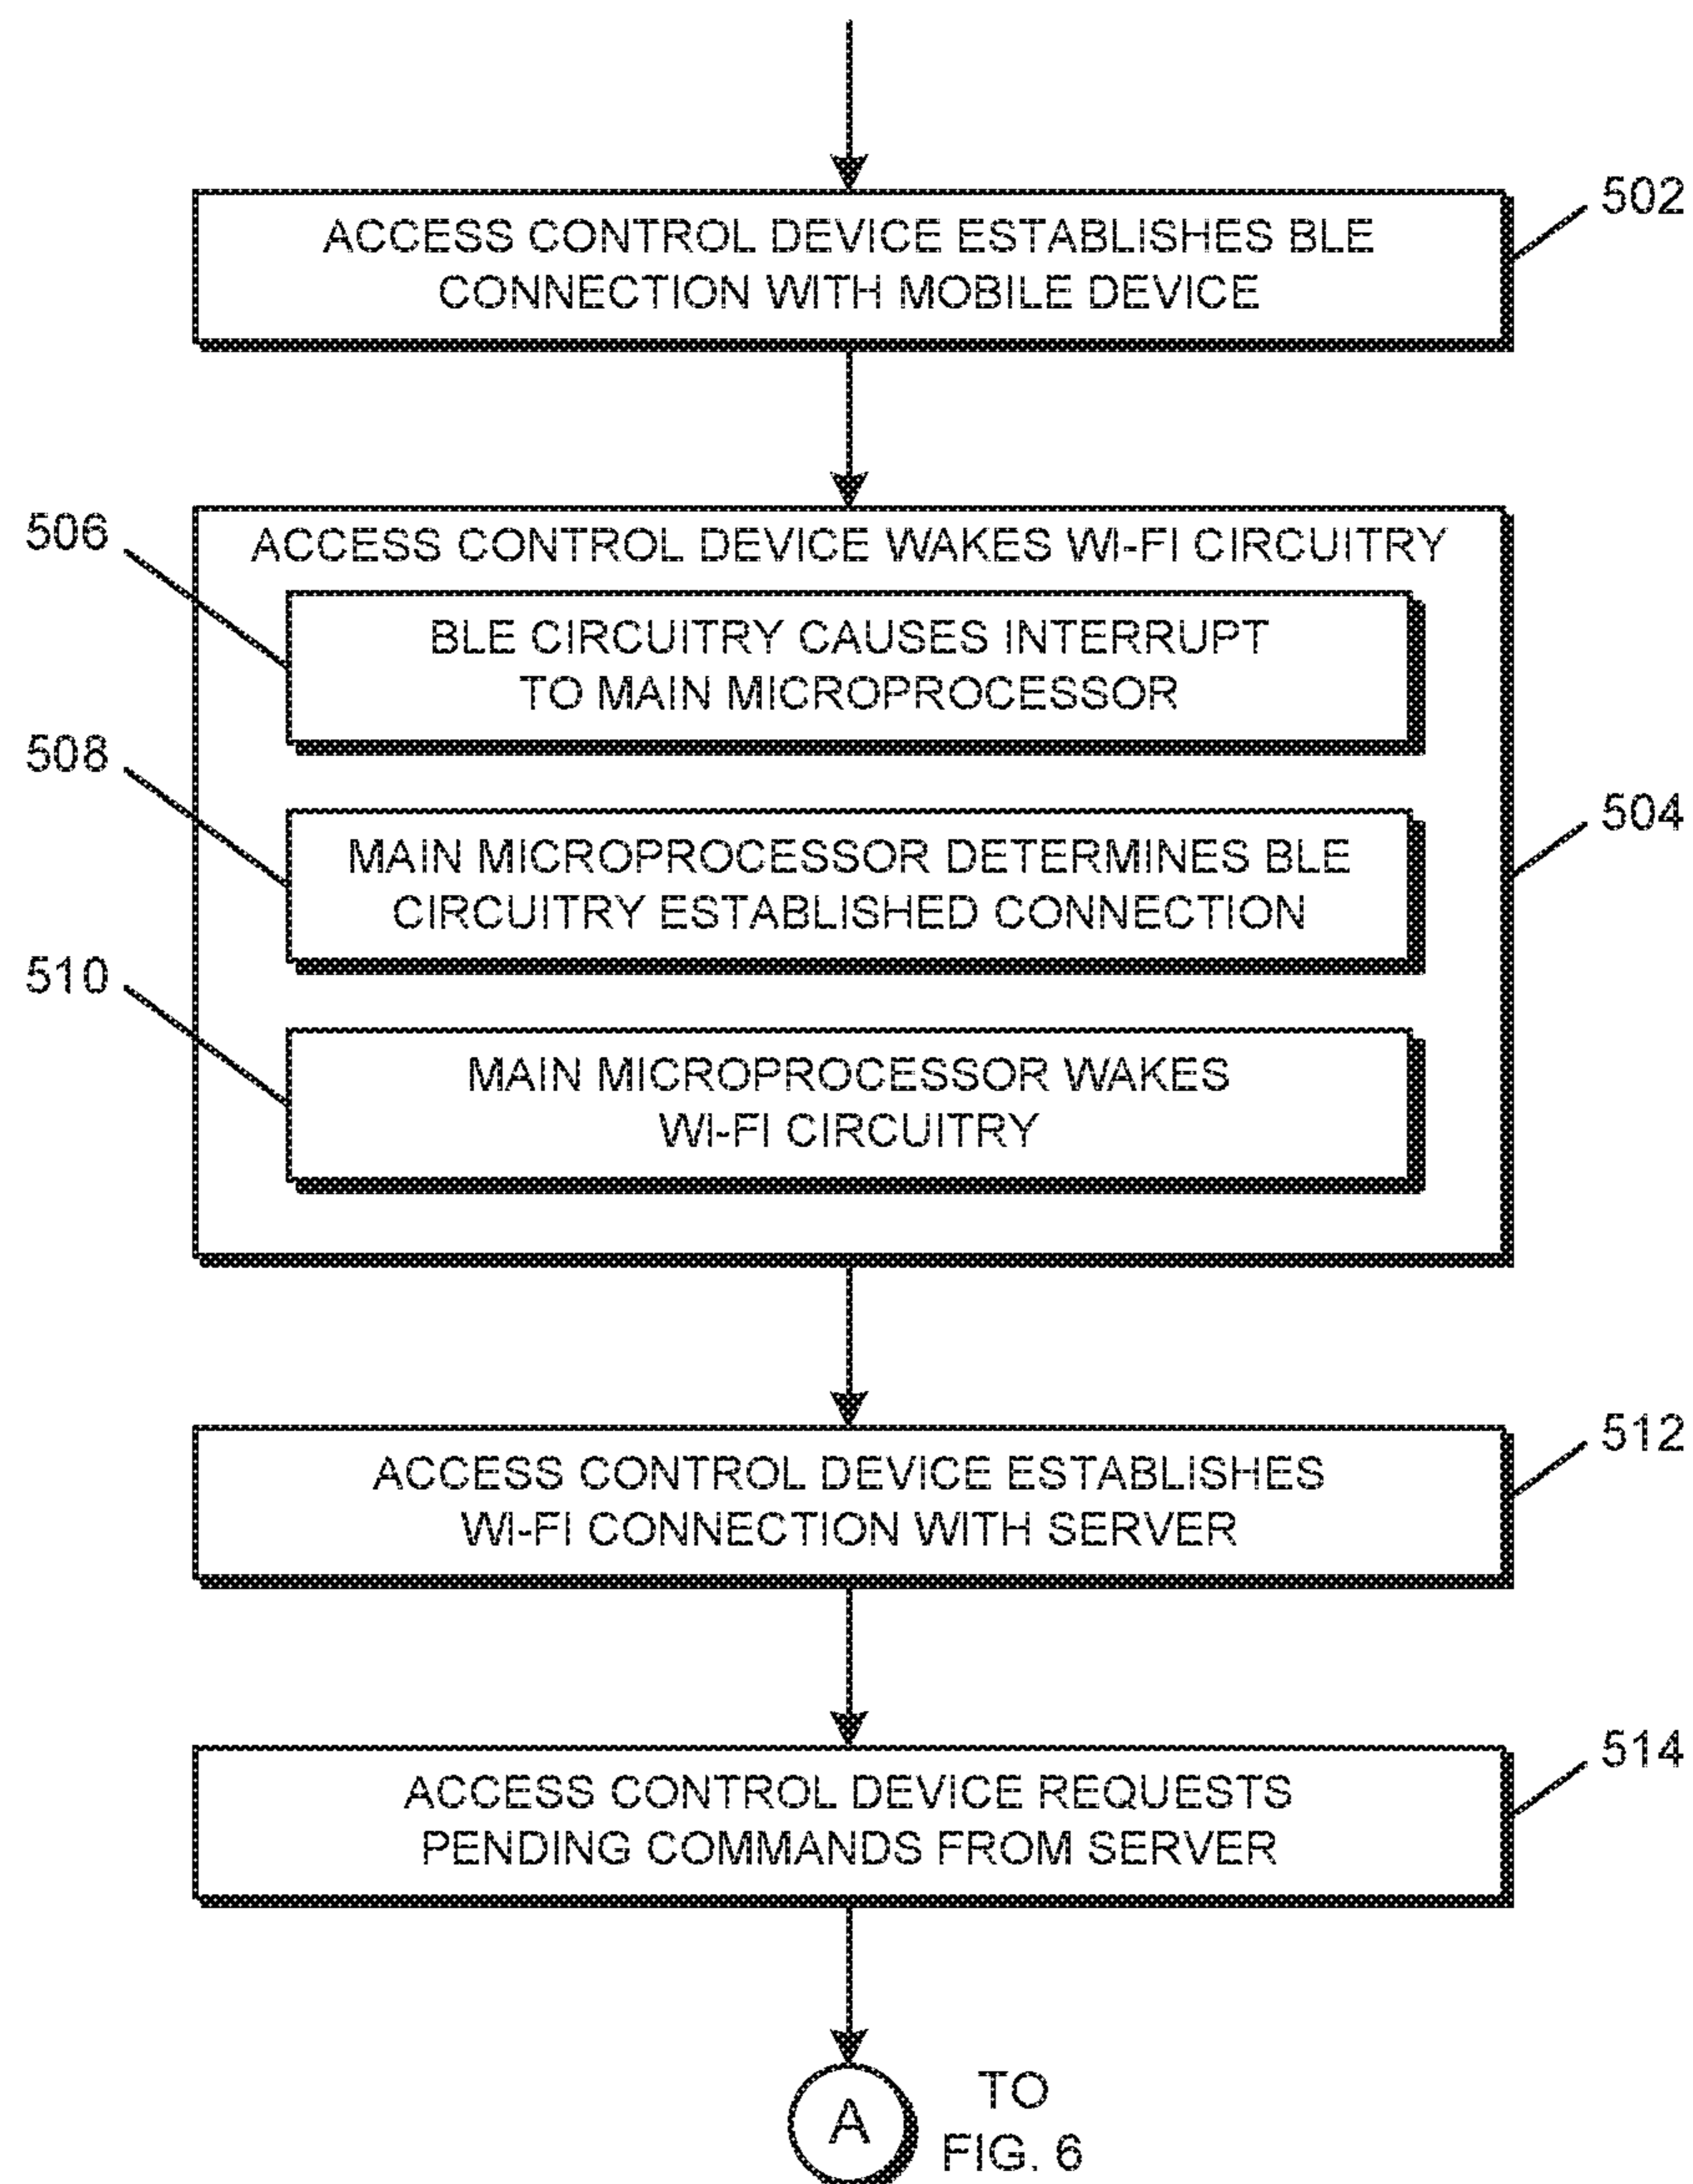 502
ACCESS CONTROL DEVICE ESTABLISHES BLE
CONNECTION WITH MOBILE DEVICE
504
ACCESS CONTROL DEVICE WAKES WI-FI CIRCUITRY
506
BLE CIRCUITRY CAUSES INTERRUPT
TO MAIN MICROPROCESSOR
508
MAIN MICROPROCESSOR DETERMINES BLE
CIRCUITRY ESTABLISHED CONNECTION
510
MAIN MICROPROCESSOR WAKES
WI-FI CIRCUITRY
512
ACCESS CONTROL DEVICE ESTABLISHES
WI-FI CONNECTION WITH SERVER
514
ACCESS CONTROL DEVICE REQUESTS
PENDING COMMANDS FROM SERVER
A
TO
FIG. 6